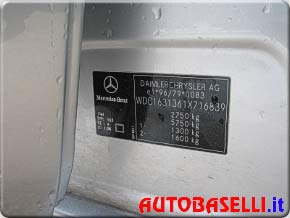 DAIMLERCHRYSLER AG
e1*96/79*0083
WDC1631361X716839
2750 kg
5750 kg
1- 1300 kg
2- 1600 kg
Mercedes-Benz
AUTOBASELLI.it